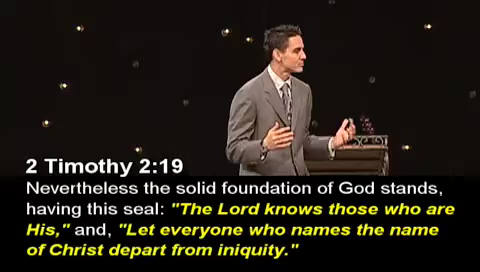 2 Timothy 2:19
Nevertheless the solid foundation of God stands,
having this seal: "The Lord knows those who are
His," and, "Let everyone who names the name
of Christ depart from iniquity."